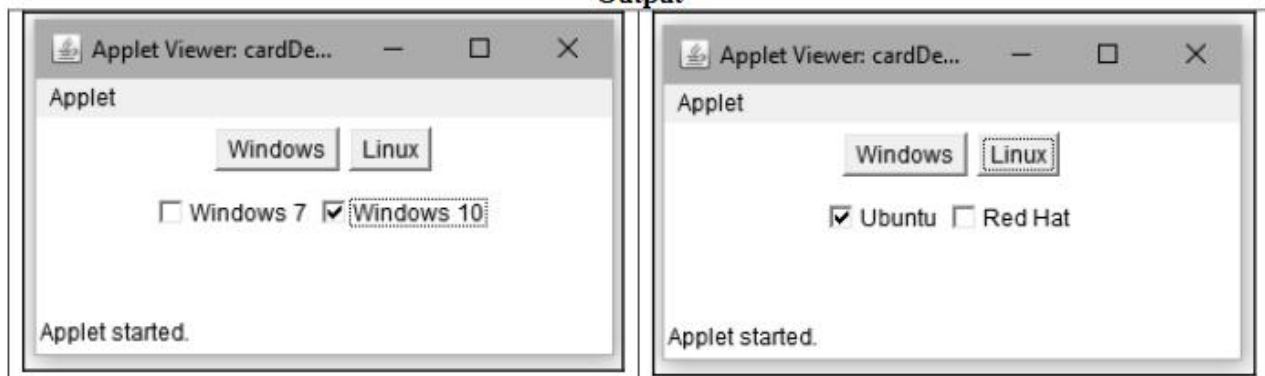 Output
Applet Viewer: cardDe...
Applet
Windows Linux
Windows 7 Windows 10
Applet started.
Applet Viewer: cardDe...
Applet
Windows Linux
Ubuntu Red Hat
Applet started.